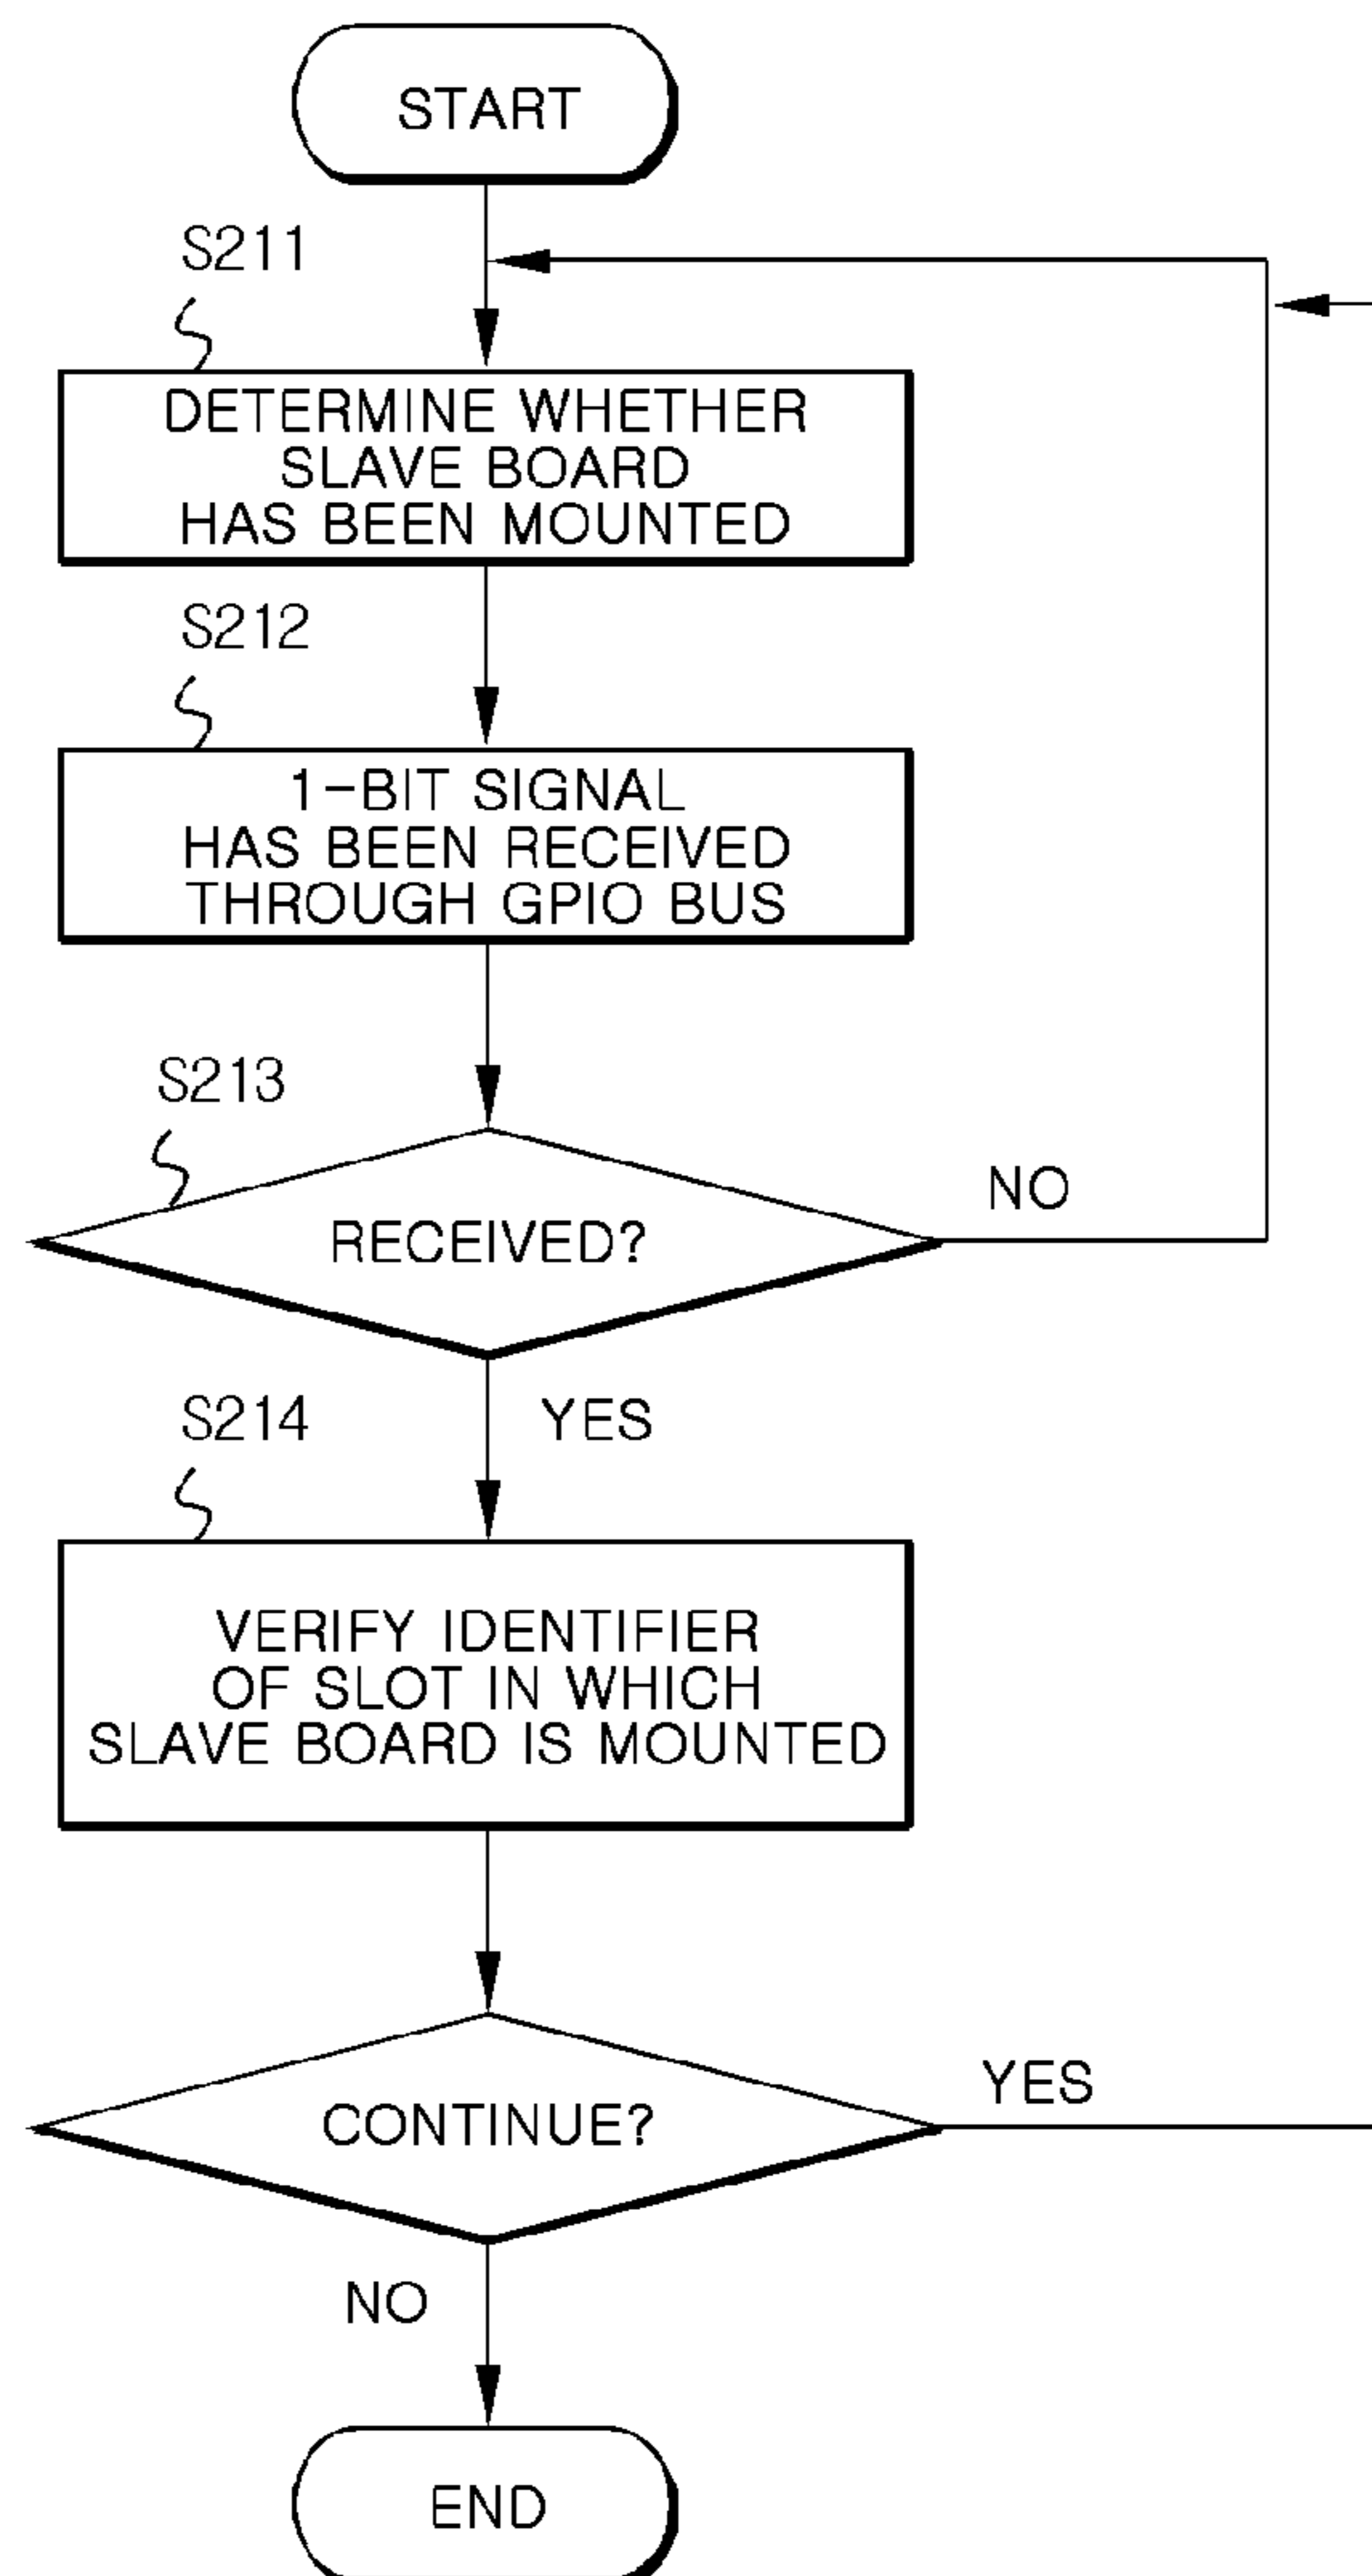 START
S211
DETERMINE WHETHER
SLAVE BOARD
HAS BEEN MOUNTED
S212
1-BIT SIGNAL
HAS BEEN RECEIVED
THROUGH GPIO BUS
S213
RECEIVED?
NO
S214
YES
VERIFY IDENTIFIER
OF SLOT IN WHICH
SLAVE BOARD IS MOUNTED
CONTINUE?
YES
NO
END